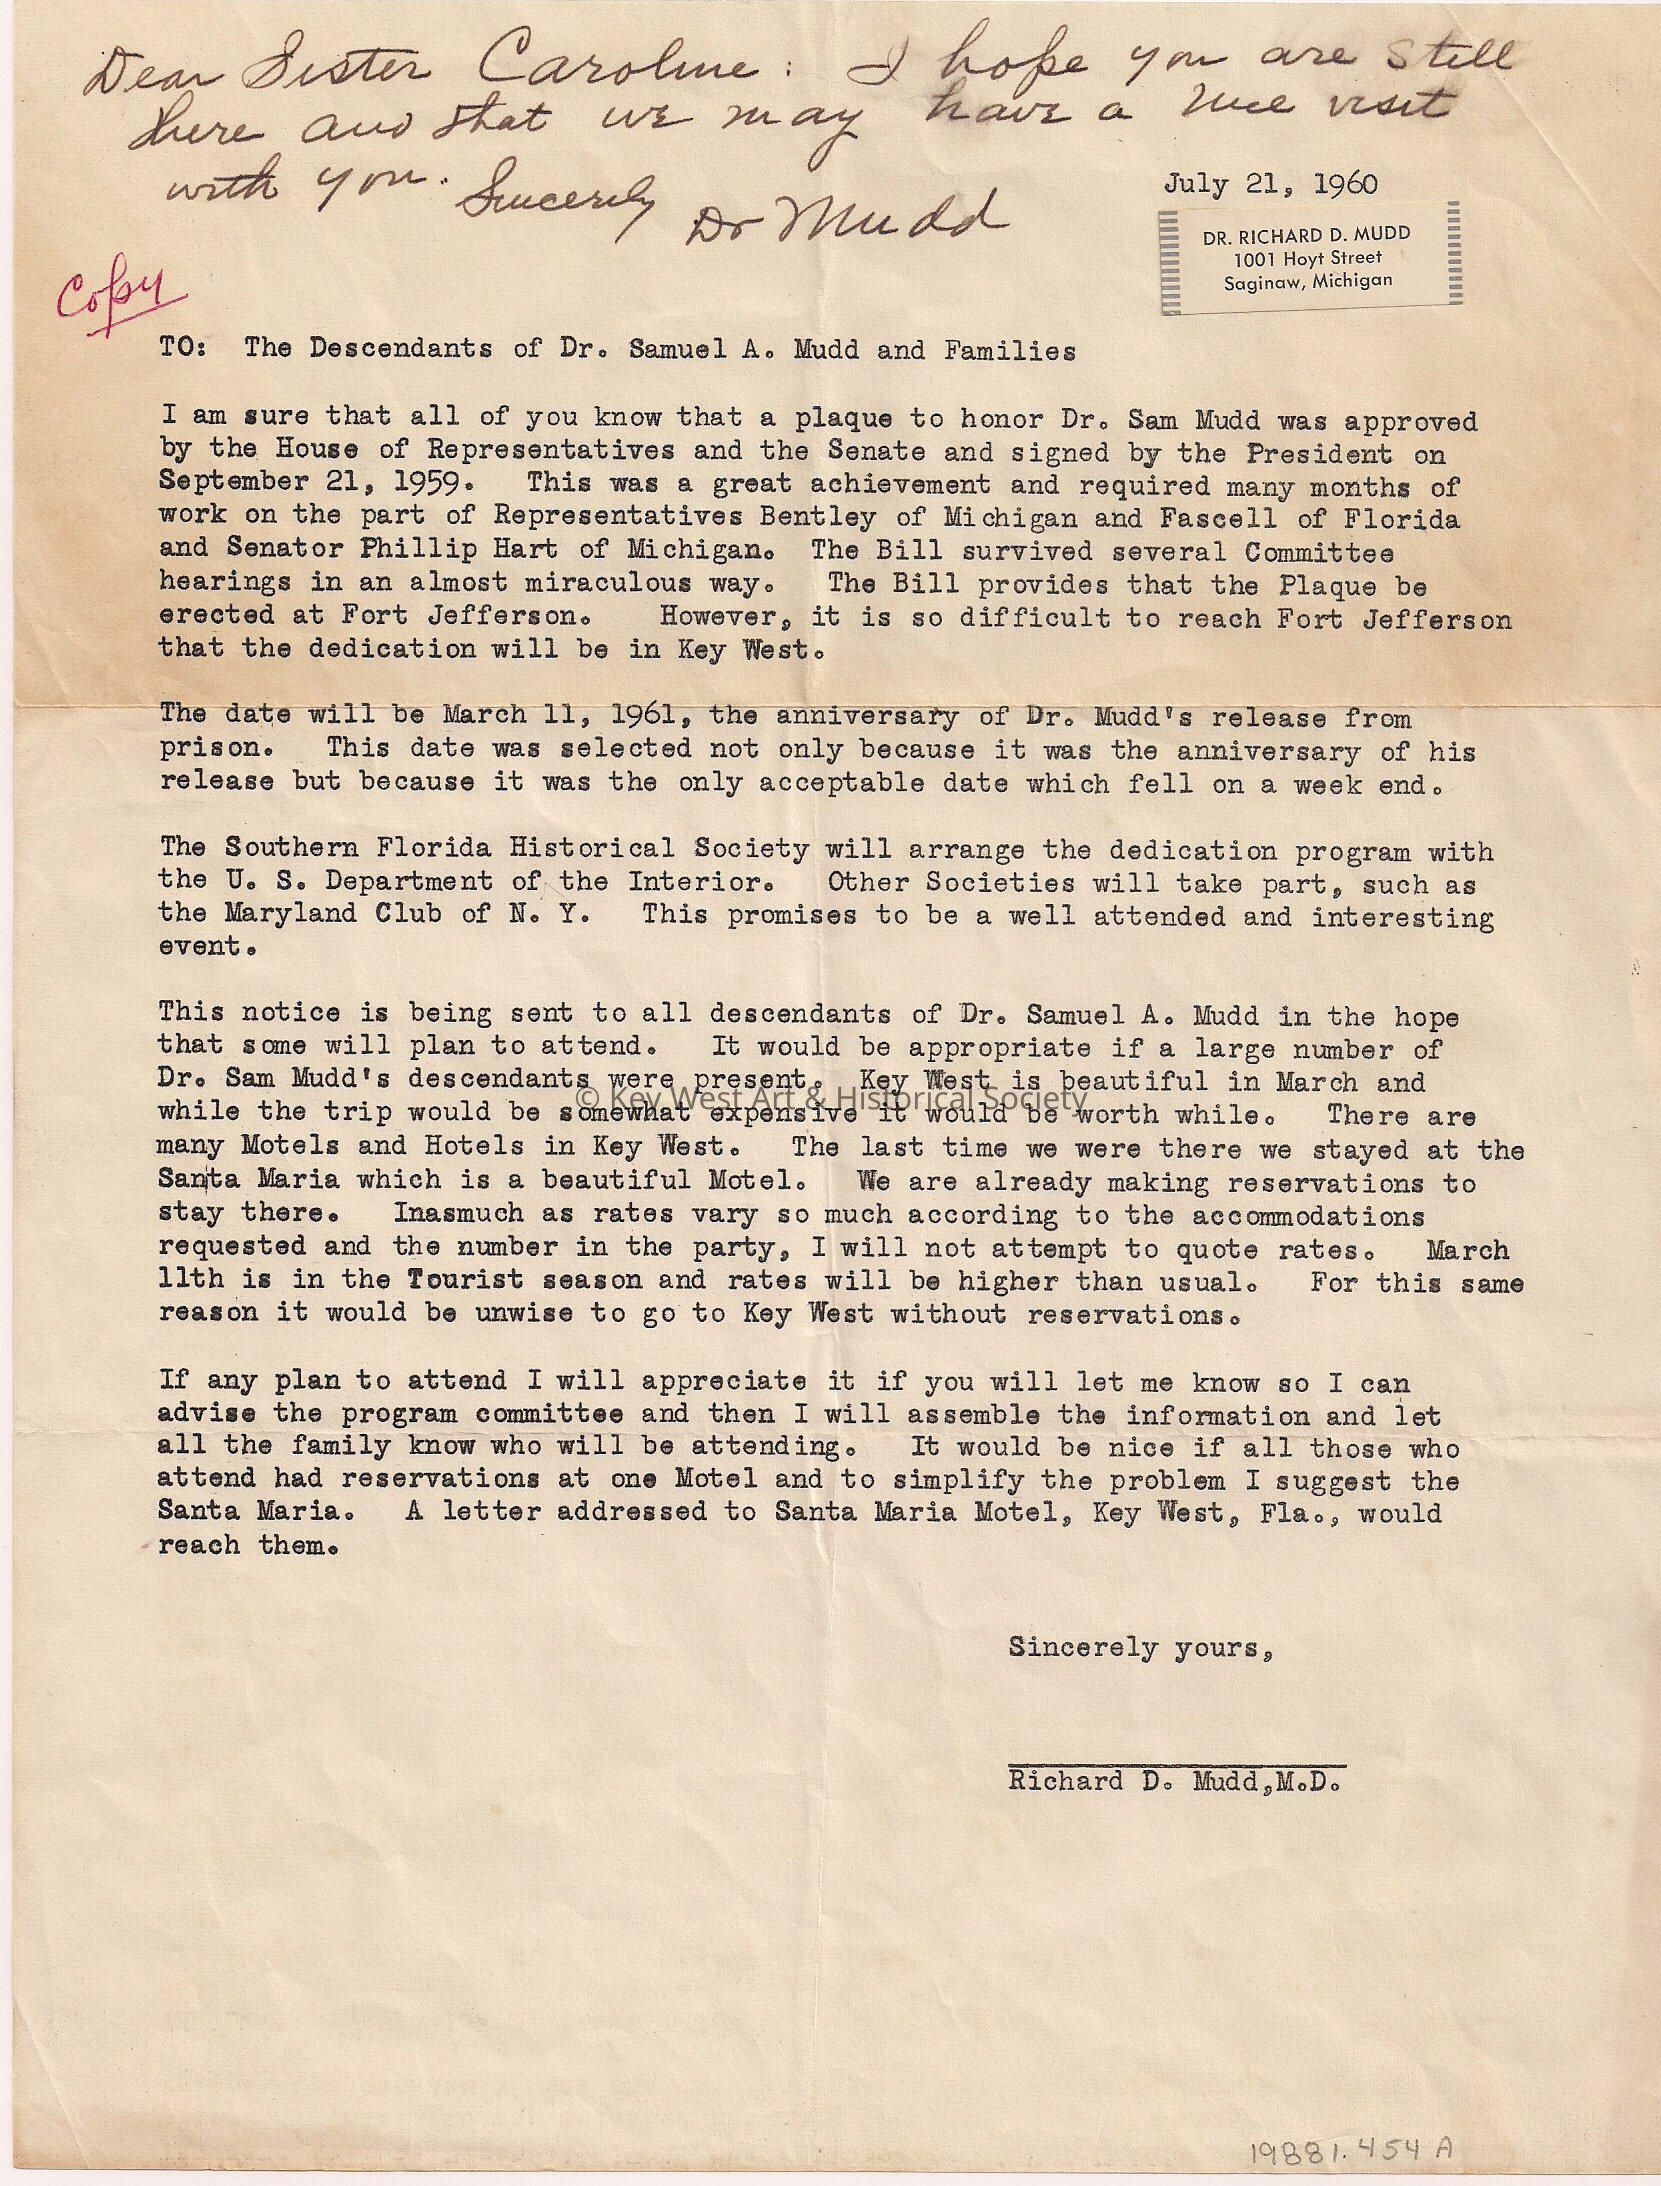 Dear Sister Caroline: I hope you are still
here and that we may have a nice visit
with you. Sincerely Dr Mudd
July 21, 1960
DR. RICHARD D. MUDD
1001 Hoyt Street
Saginaw, Michigan
Copy
TO: The Descendants of Dr. Samuel A. Mudd and Families
I am sure that all of you know that a plaque to honor Dr. Sam Mudd was approved
by the House of Representatives and the Senate and signed by the President on
September 21, 1959. This was a great achievement and required many months of
work on the part of Representatives Bentley of Michigan and Fascell of Florida
and Senator Phillip Hart of Michigan. The Bill survived several Committee
hearings in an almost miraculous way. The Bill provides that the Plaque be
erected at Fort Jefferson. However, it is so difficult to reach Fort Jefferson
that the dedication will be in Key West.
The date will be March 11, 1961, the anniversary of Dr. Mudd's release from
prison. This date was selected not only because it was the anniversary of his
release but because it was the only acceptable date which fell on a week end.
The Southern Florida Historical Society will arrange the dedication program with
the U. S. Department of the Interior. Other Societies will take part, such as
the Maryland Club of N. Y. This promises to be a well attended and interesting
event.
This notice is being sent to all descendants of Dr. Samuel A. Mudd in the hope
that some will plan to attend. It would be appropriate if a large number of
Dr. Sam Mudd's descendants were present. Key West is beautiful in March and
© Key West Art & Historical Society
while the trip would be somewhat expensive it would be worth while. There are
many Motels and Hotels in Key West. The last time we were there we stayed at the
Santa Maria which is a beautiful Motel. We are already making reservations to
stay there. Inasmuch as rates vary so much according to the accommodations
requested and the number in the party, I will not attempt to quote rates. March
11th is in the Tourist season and rates will be higher than usual. For this same
reason it would be unwise to go to Key West without reservations.
If any plan to attend I will appreciate it if you will let me know so I can
advise the program committee and then I will assemble the information and let
all the family know who will be attending. It would be nice if all those who
attend had reservations at one Motel and to simplify the problem I suggest the
Santa Maria. A letter addressed to Santa Maria Motel, Key West, Fla., would
reach them.
Sincerely yours,
Richard D. Mudd,M.D.
19881.454 A